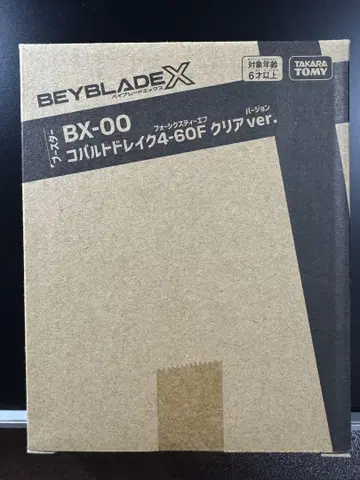 BEYBLADE X
ベイブレードエックス
対象年齢
6才以上
TAKARA
TOMY
ブースター
BX-00
フォーシックスティーエフ
バージョン
コバルトドレイク4-60F クリアver.